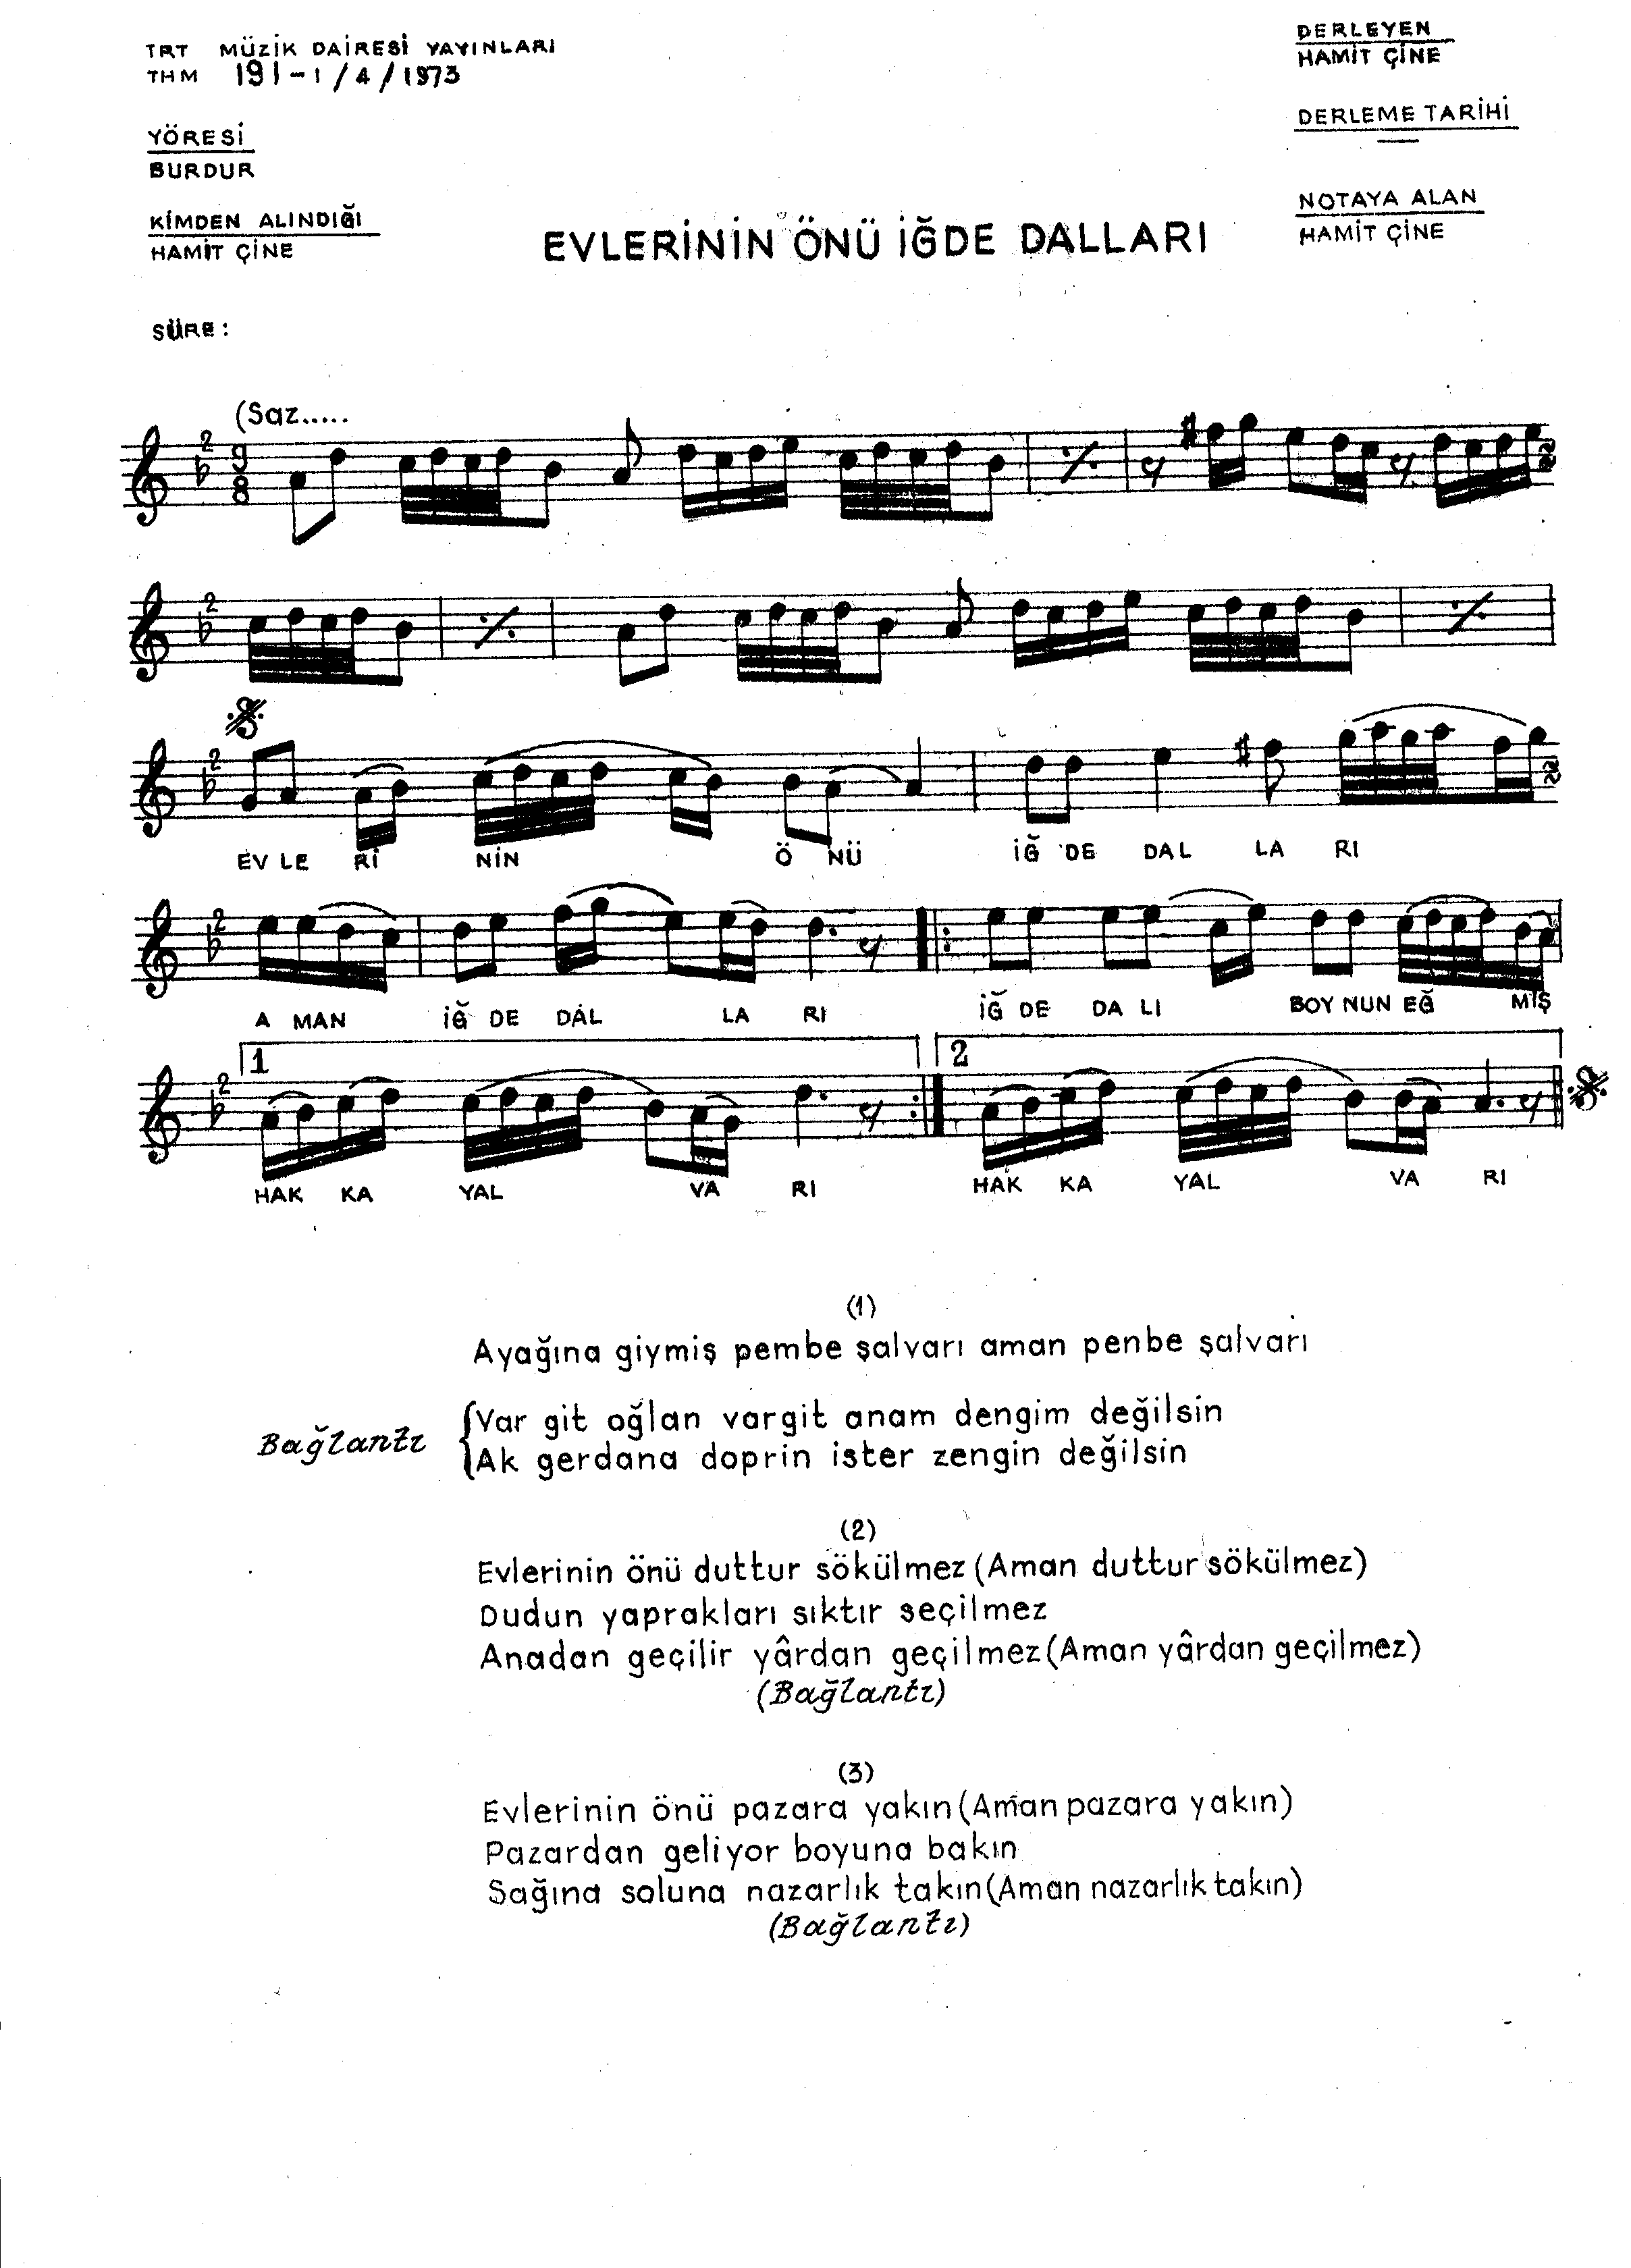 TRT MÜZİK DAİRESİ YAYINLARI
THM 191-1/4/1973
YÖRESİ
BURDUR
KİMDEN ALINDIĞI
HAMİT ÇİNE
SÜRE:
DERLEYEN
HAMİT ÇİNE
DERLEME TARİHİ
—
NOTAYA ALAN
HAMİT ÇİNE
EVLERİNİN ÖNÜ İĞDE DALLARI
(Saz.....
2
9
8
2
2
EV LE Rİ NİN Ö NÜ İĞ DE DAL LA RI
2
A MAN İĞ DE DAL LA RI İĞ DE DA LI BOY NUN EĞ MİŞ
1 2
2
HAK KA YAL VA RI HAK KA YAL VA RI
(1)
Ayağına giymiş pembe şalvarı aman penbe şalvarı
Bağlantı {Var git oğlan vargit anam dengim değilsin
Ak gerdana doprin ister zengin değilsin
(2)
Evlerinin önü duttur sökülmez (Aman duttur sökülmez)
Dudun yaprakları sıktır seçilmez
Anadan geçilir yârdan geçilmez (Aman yârdan geçilmez)
(Bağlantı)
(3)
Evlerinin önü pazara yakın (Aman pazara yakın)
Pazardan geliyor boyuna bakın
Sağına soluna nazarlık takın (Aman nazarlık takın)
(Bağlantı)